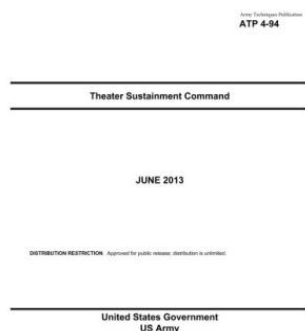 Army Techniques Publication
ATP 4-94
Theater Sustainment Command
JUNE 2013
DISTRIBUTION RESTRICTION Approved for public release; distribution is unlimited.
United States Government
US Army